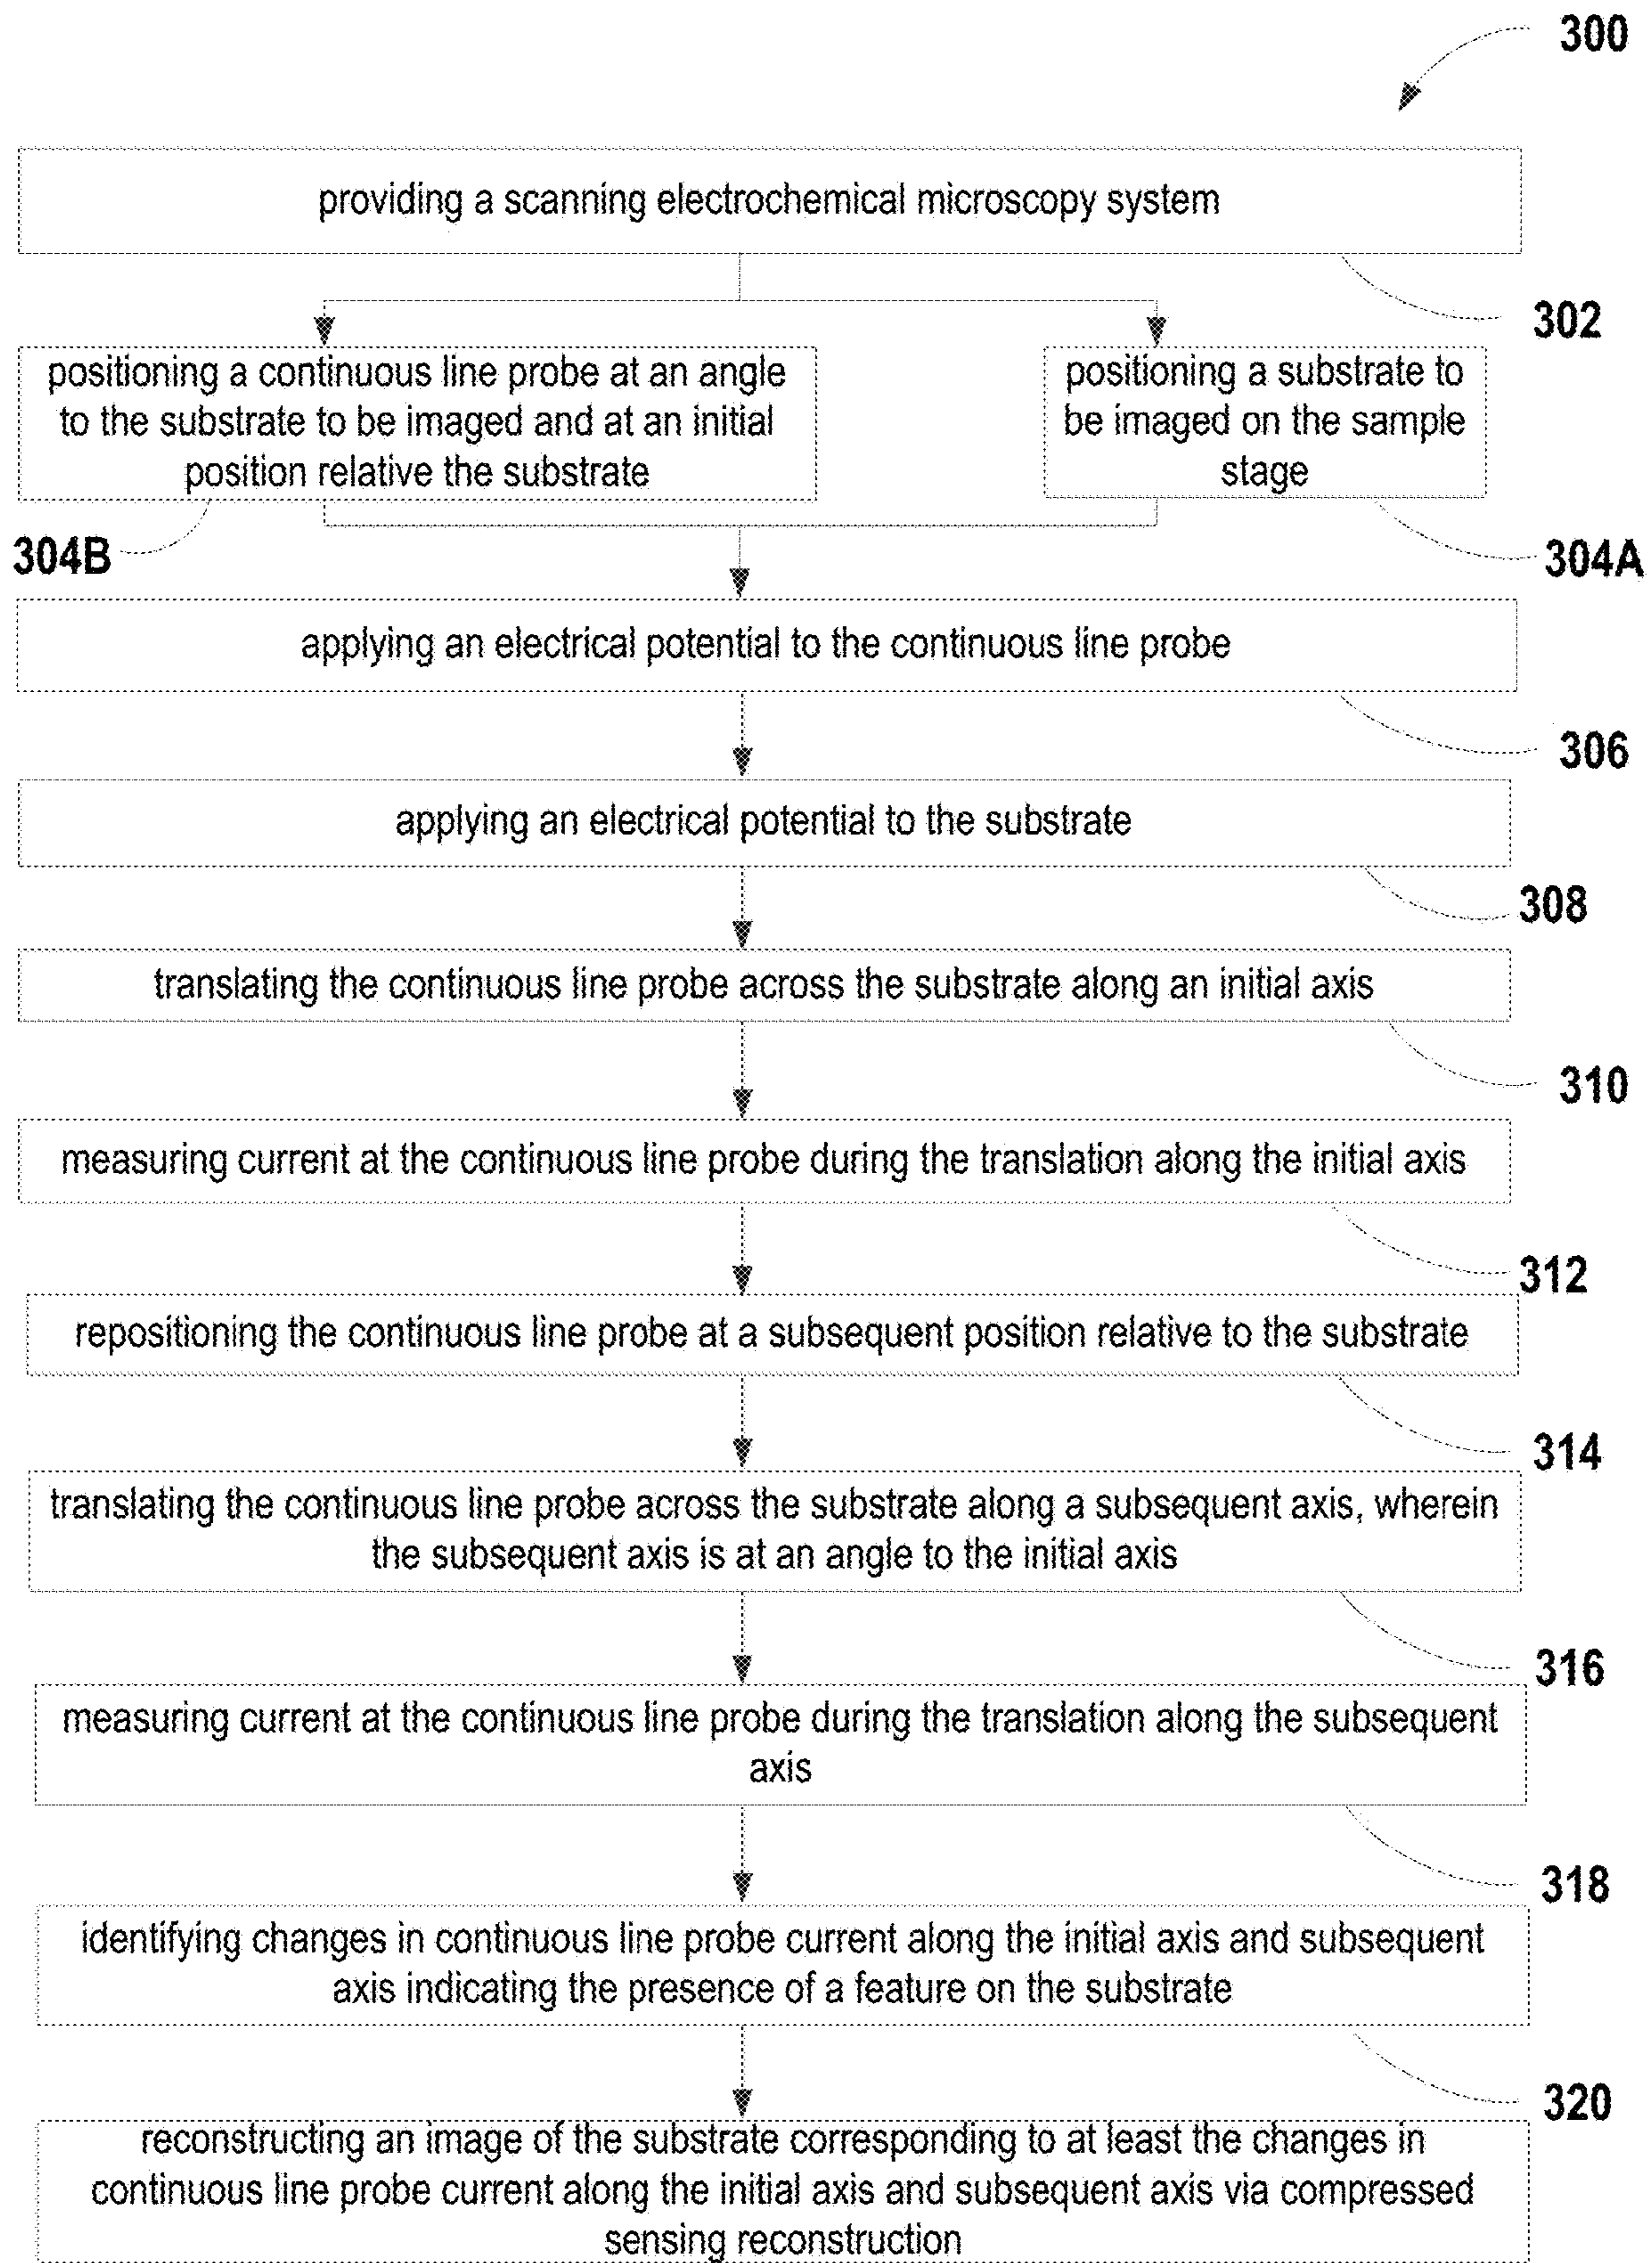 300
providing a scanning electrochemical microscopy system
302
positioning a continuous line probe at an angle
to the substrate to be imaged and at an initial
position relative the substrate
304B
positioning a substrate to
be imaged on the sample
stage
304A
applying an electrical potential to the continuous line probe
306
applying an electrical potential to the substrate
308
translating the continuous line probe across the substrate along an initial axis
310
measuring current at the continuous line probe during the translation along the initial axis
312
repositioning the continuous line probe at a subsequent position relative to the substrate
314
translating the continuous line probe across the substrate along a subsequent axis, wherein
the subsequent axis is at an angle to the initial axis
316
measuring current at the continuous line probe during the translation along the subsequent
axis
318
identifying changes in continuous line probe current along the initial axis and subsequent
axis indicating the presence of a feature on the substrate
320
reconstructing an image of the substrate corresponding to at least the changes in
continuous line probe current along the initial axis and subsequent axis via compressed
sensing reconstruction